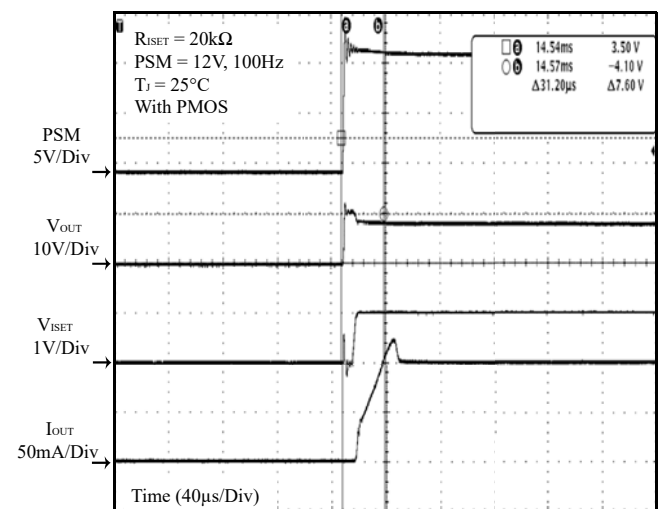 RISET = 20kΩ
PSM = 12V, 100Hz
TJ = 25°C
With PMOS
a b
a 14.54ms 3.50 V
b 14.57ms −4.10 V
Δ31.20µs Δ7.60 V
PSM
5V/Div
VOUT
10V/Div
VISET
1V/Div
IOUT
50mA/Div
Time (40µs/Div)